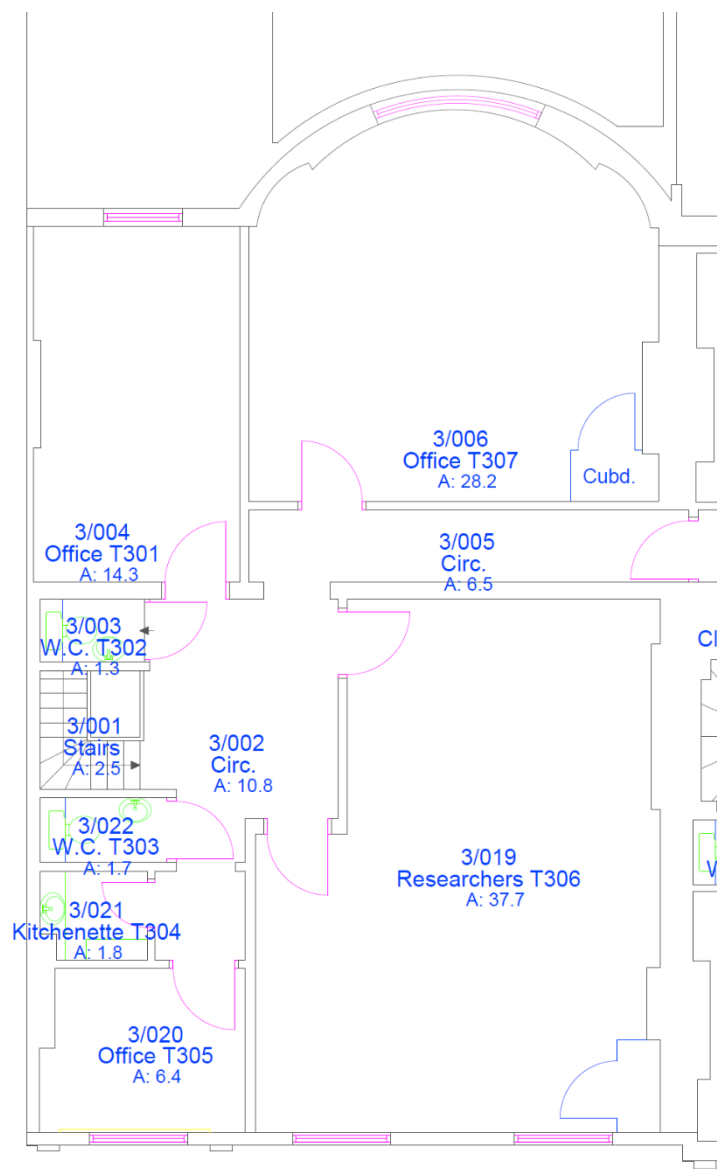 3/006
Office T307
A: 28.2
Cubd.
3/004
Office T301
A: 14.3
3/005
Circ.
A: 6.5
3/003
W.C. T302
A: 1.3
3/001
Stairs
A: 2.5
3/002
Circ.
A: 10.8
3/022
W.C. T303
A: 1.7
3/019
Researchers T306
A: 37.7
3/021
Kitchenette T304
A: 1.8
3/020
Office T305
A: 6.4